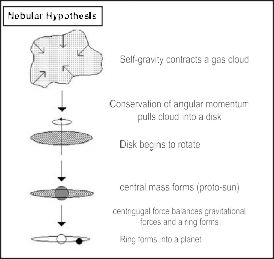 Nebular Hypothesis
Self-gravity contracts a gas cloud
Conservation of angular momentum
pulls cloud into a disk
Disk begins to rotate
central mass forms (proto-sun)
centrigugal force balances gravitational
forces and a ring forms
Ring forms into a planet